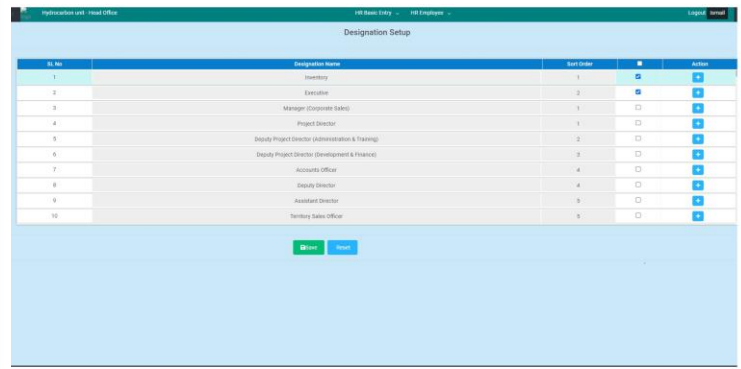 Hydrocarbon unit - Head Office HR Basic Entry HR Employee Logout Ismail
Designation Setup
SL No Designation Name Sort Order Action
1 Inventory 1
2 Executive 2
3 Manager (Corporate Sales) 1
4 Project Director 1
5 Deputy Project Director (Administration & Training) 2
6 Deputy Project Director (Development & Finance) 3
7 Accounts Officer 4
8 Deputy Director 4
9 Assistant Director 5
10 Territory Sales Officer 5
Save Reset